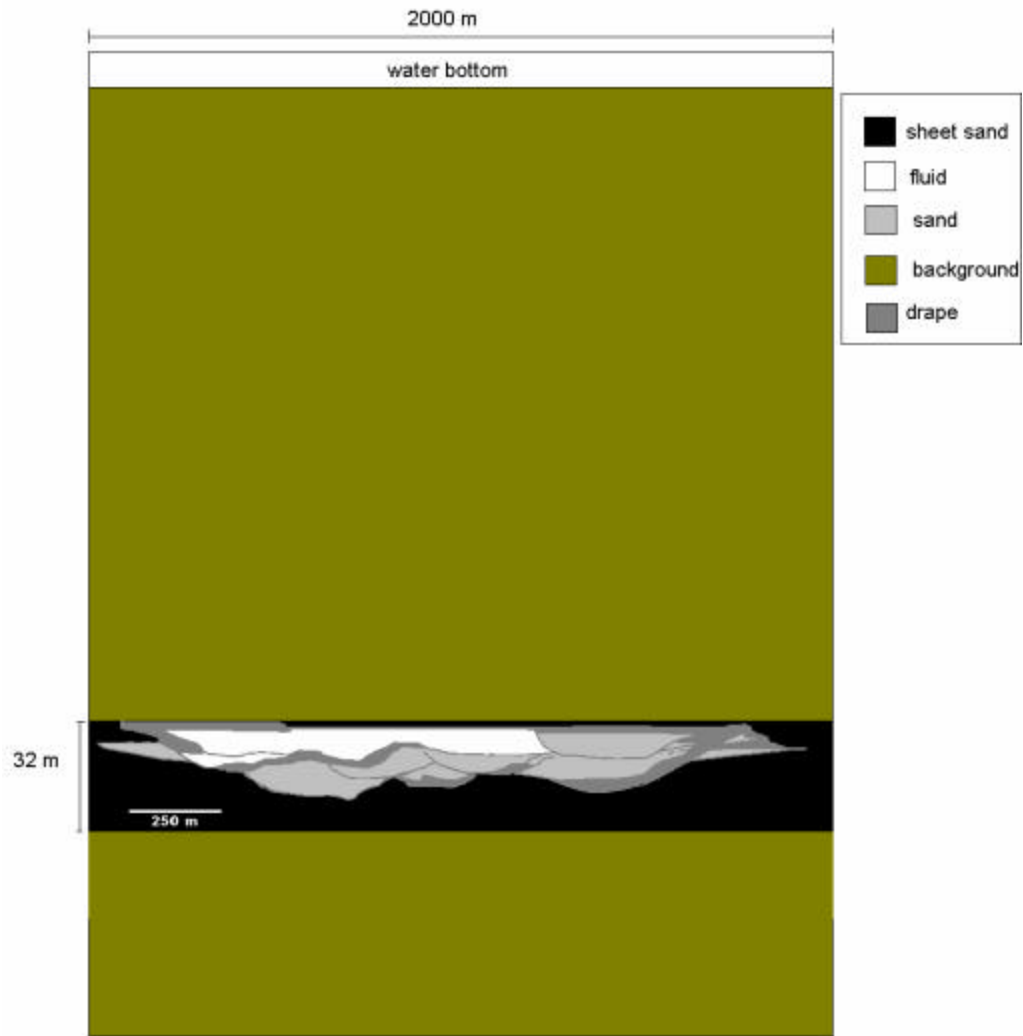 2000 m
water bottom
sheet sand
fluid
sand
background
drape
32 m
250 m